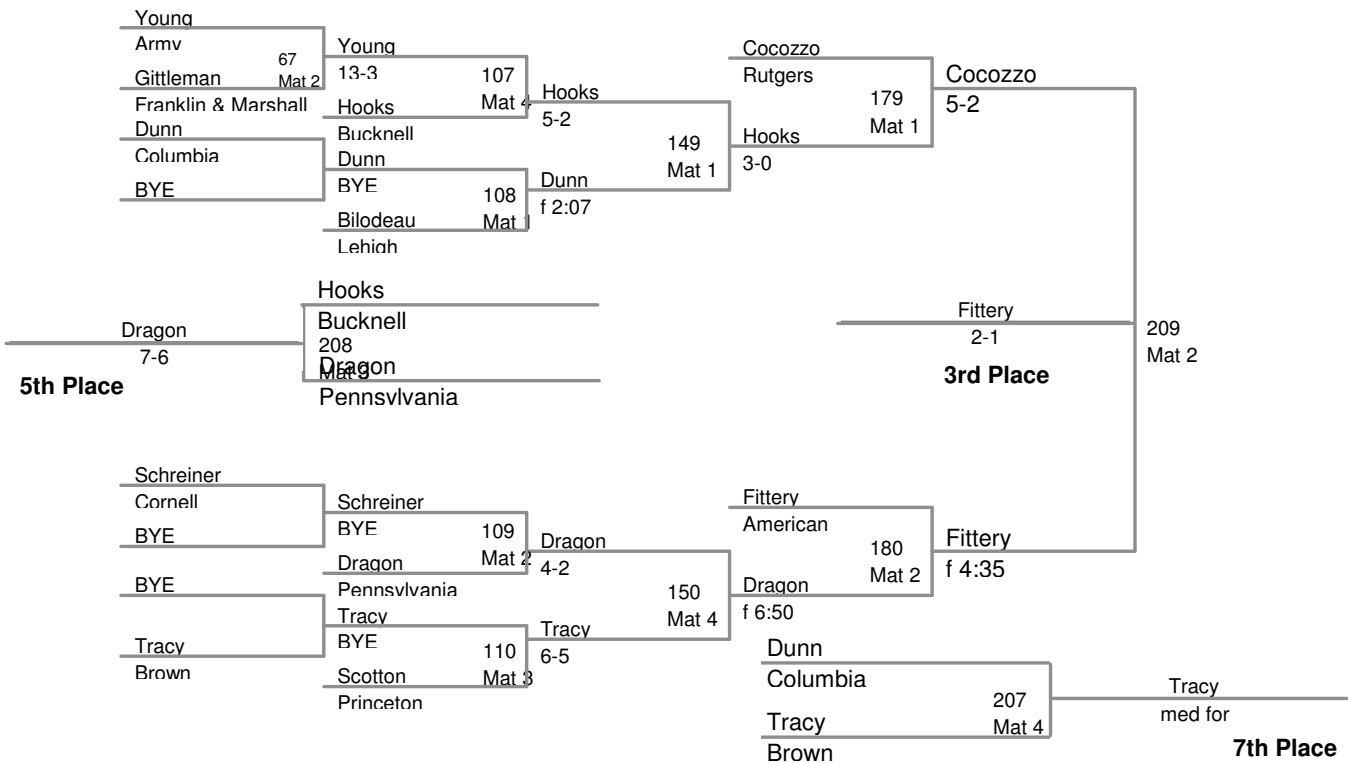 Young
Army
67
Mat 2
Gittleman
Franklin & Marshall
Young
13-3
107
Mat 4
Hooks
Bucknell
Dunn
Columbia
BYE
Dunn
BYE
108
Mat 1
Bilodeau
Lehigh
Hooks
5-2
149
Mat 1
Dunn
f 2:07
Cocozzo
Rutgers
179
Mat 1
Hooks
3-0
Cocozzo
5-2
Hooks
Bucknell
208
Mat 3
Dragon
Pennsylvania
Dragon
7-6
5th Place
Fittery
2-1
3rd Place
209
Mat 2
Schreiner
Cornell
BYE
Schreiner
BYE
109
Mat 2
Dragon
Pennsylvania
BYE
Tracy
Brown
Tracy
BYE
110
Mat 3
Scotton
Princeton
Dragon
4-2
150
Mat 4
Tracy
6-5
Fittery
American
180
Mat 2
Dragon
f 6:50
Fittery
f 4:35
Dunn
Columbia
207
Mat 4
Tracy
Brown
Tracy
med for
7th Place